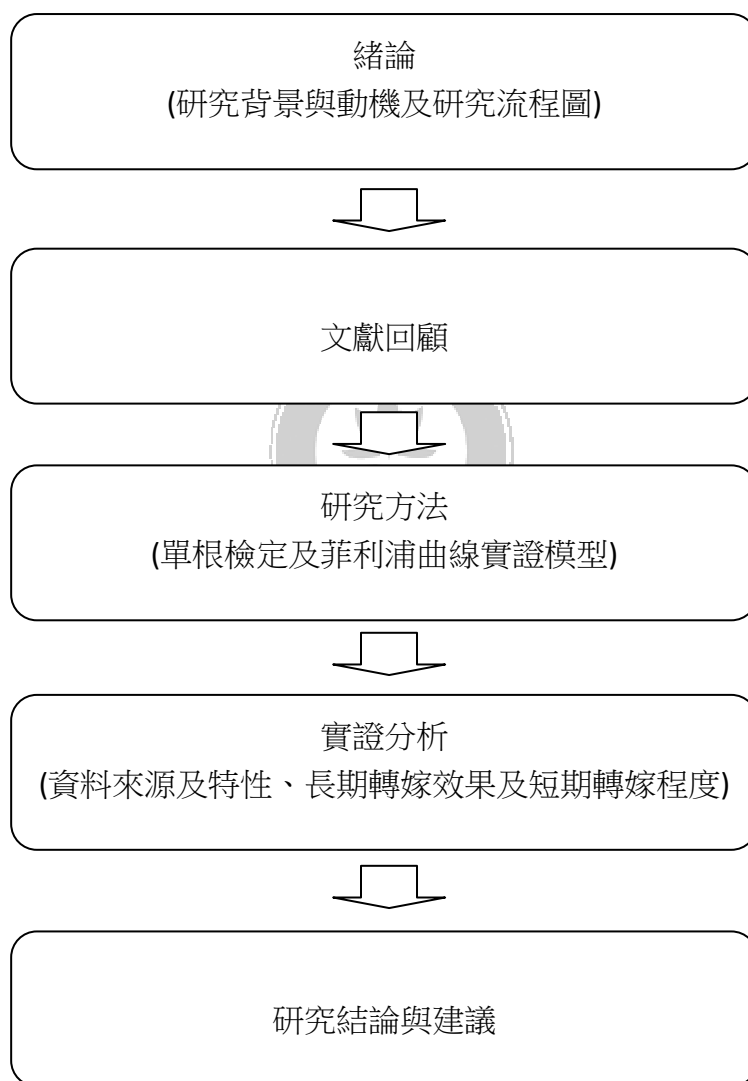 緒論
(研究背景與動機及研究流程圖)
文獻回顧
研究方法
(單根檢定及菲利浦曲線實證模型)
實證分析
(資料來源及特性、長期轉嫁效果及短期轉嫁程度)
研究結論與建議